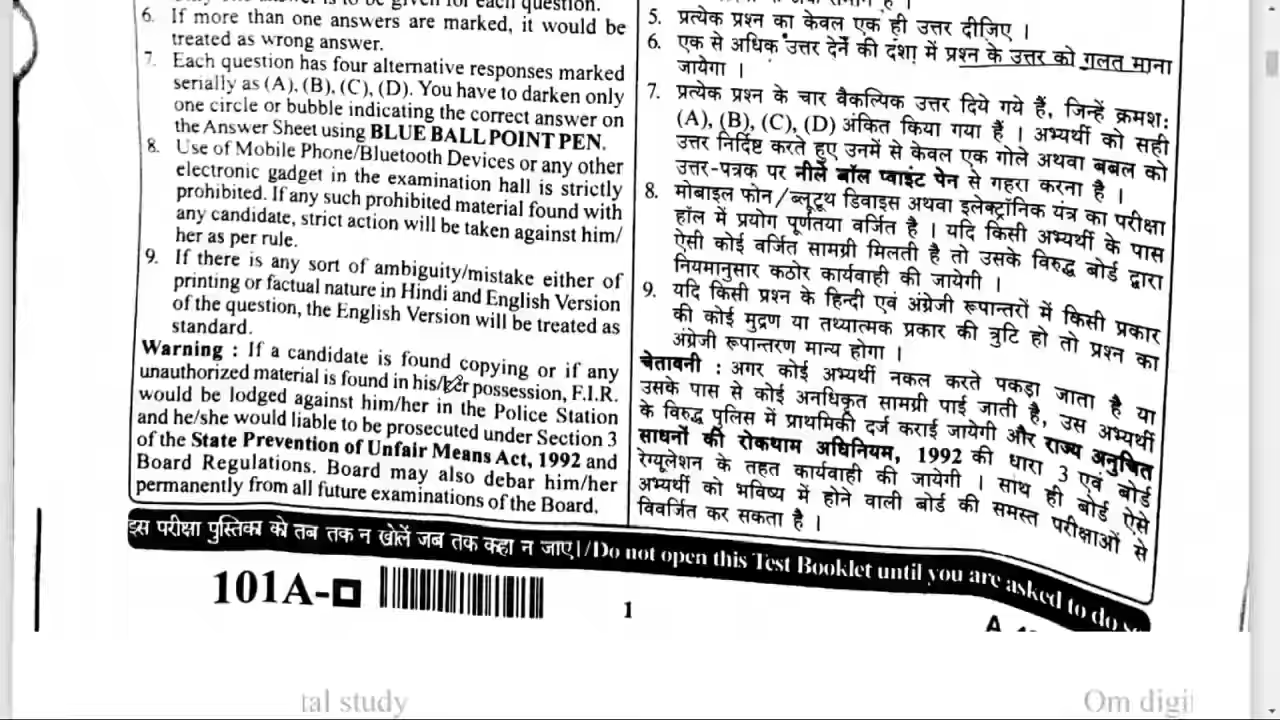 6. If more than one answers are marked, it would be
treated as wrong answer.
7. Each question has four alternative responses marked
serially as (A), (B), (C), (D). You have to darken only
one circle or bubble indicating the correct answer on
the Answer Sheet using BLUE BALL POINT PEN.
8. Use of Mobile Phone/Bluetooth Devices or any other
electronic gadget in the examination hall is strictly
prohibited. If any such prohibited material found with
any candidate, strict action will be taken against him/
her as per rule.
9. If there is any sort of ambiguity/mistake either of
printing or factual nature in Hindi and English Version
of the question, the English Version will be treated as
standard.
Warning : If a candidate is found copying or if any
unauthorized material is found in his/her possession, F.I.R.
would be lodged against him/her in the Police Station
and he/she would liable to be prosecuted under Section 3
of the State Prevention of Unfair Means Act, 1992 and
Board Regulations. Board may also debar him/her
permanently from all future examinations of the Board.
5. प्रत्येक प्रश्न का केवल एक ही उत्तर दीजिए ।
6. एक से अधिक उत्तर देने की दशा में प्रश्न के उत्तर को गलत माना
जायेगा ।
7. प्रत्येक प्रश्न के चार वैकल्पिक उत्तर दिये गये हैं, जिन्हें क्रमश:
(A), (B), (C), (D) अंकित किया गया है । अभ्यर्थी को सही
उत्तर निर्दिष्ट करते हुए उनमें से केवल एक गोले अथवा बबल को
उत्तर-पत्रक पर नीले बॉल प्वाइंट पेन से गहरा करना है ।
8. मोबाइल फोन/ब्लूटूथ डिवाइस अथवा इलेक्ट्रॉनिक यंत्र का परीक्षा
हॉल में प्रयोग पूर्णतया वर्जित है । यदि किसी अभ्यर्थी के पास
ऐसी कोई वर्जित सामग्री मिलती है तो उसके विरुद्ध बोर्ड द्वारा
नियमानुसार कठोर कार्यवाही की जायेगी ।
9. यदि किसी प्रश्न के हिन्दी एवं अंग्रेजी रूपान्तरों में किसी प्रकार
की कोई मुद्रण या तथ्यात्मक प्रकार की त्रुटि हो तो प्रश्न का
अंग्रेजी रूपान्तरण मान्य होगा ।
चेतावनी : अगर कोई अभ्यर्थी नकल करते पकड़ा जाता है या
उसके पास से कोई अनधिकृत सामग्री पाई जाती है, उस अभ्यर्थी
के विरुद्ध पुलिस में प्राथमिकी दर्ज कराई जायेगी और राज्य अनुचित
साधनों की रोकथाम अधिनियम, 1992 की धारा 3 एवं बोर्ड
रेग्यूलेशन के तहत कार्यवाही की जायेगी । साथ ही बोर्ड ऐसे
अभ्यर्थी को भविष्य में होने वाली बोर्ड की समस्त परीक्षाओं से
विवर्जित कर सकता है ।
इस परीक्षा पुस्तिका को तब तक न खोलें जब तक कहा न जाए।/Do not open this Test Booklet until you are asked to do
101A-
1
tal study
Om digi